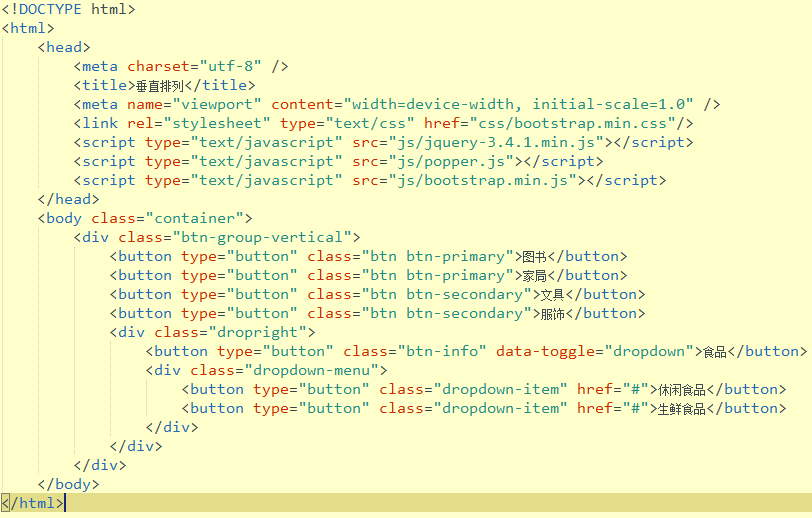 <!DOCTYPE html>
<html>
    <head>
        <meta charset="utf-8" />
        <title>垂直排列</title>
        <meta name="viewport" content="width=device-width, initial-scale=1.0" />
        <link rel="stylesheet" type="text/css" href="css/bootstrap.min.css"/>
        <script type="text/javascript" src="js/jquery-3.4.1.min.js"></script>
        <script type="text/javascript" src="js/popper.js"></script>
        <script type="text/javascript" src="js/bootstrap.min.js"></script>
    </head>
    <body class="container">
        <div class="btn-group-vertical">
            <button type="button" class="btn btn-primary">图书</button>
            <button type="button" class="btn btn-primary">家局</button>
            <button type="button" class="btn btn-secondary">文具</button>
            <button type="button" class="btn btn-secondary">服饰</button>
            <div class="dropright">
                <button type="button" class="btn-info" data-toggle="dropdown">食品</button>
                <div class="dropdown-menu">
                    <button type="button" class="dropdown-item" href="#">休闲食品</button>
                    <button type="button" class="dropdown-item" href="#">生鲜食品</button>
                </div>
            </div>
        </div>
    </body>
</html>